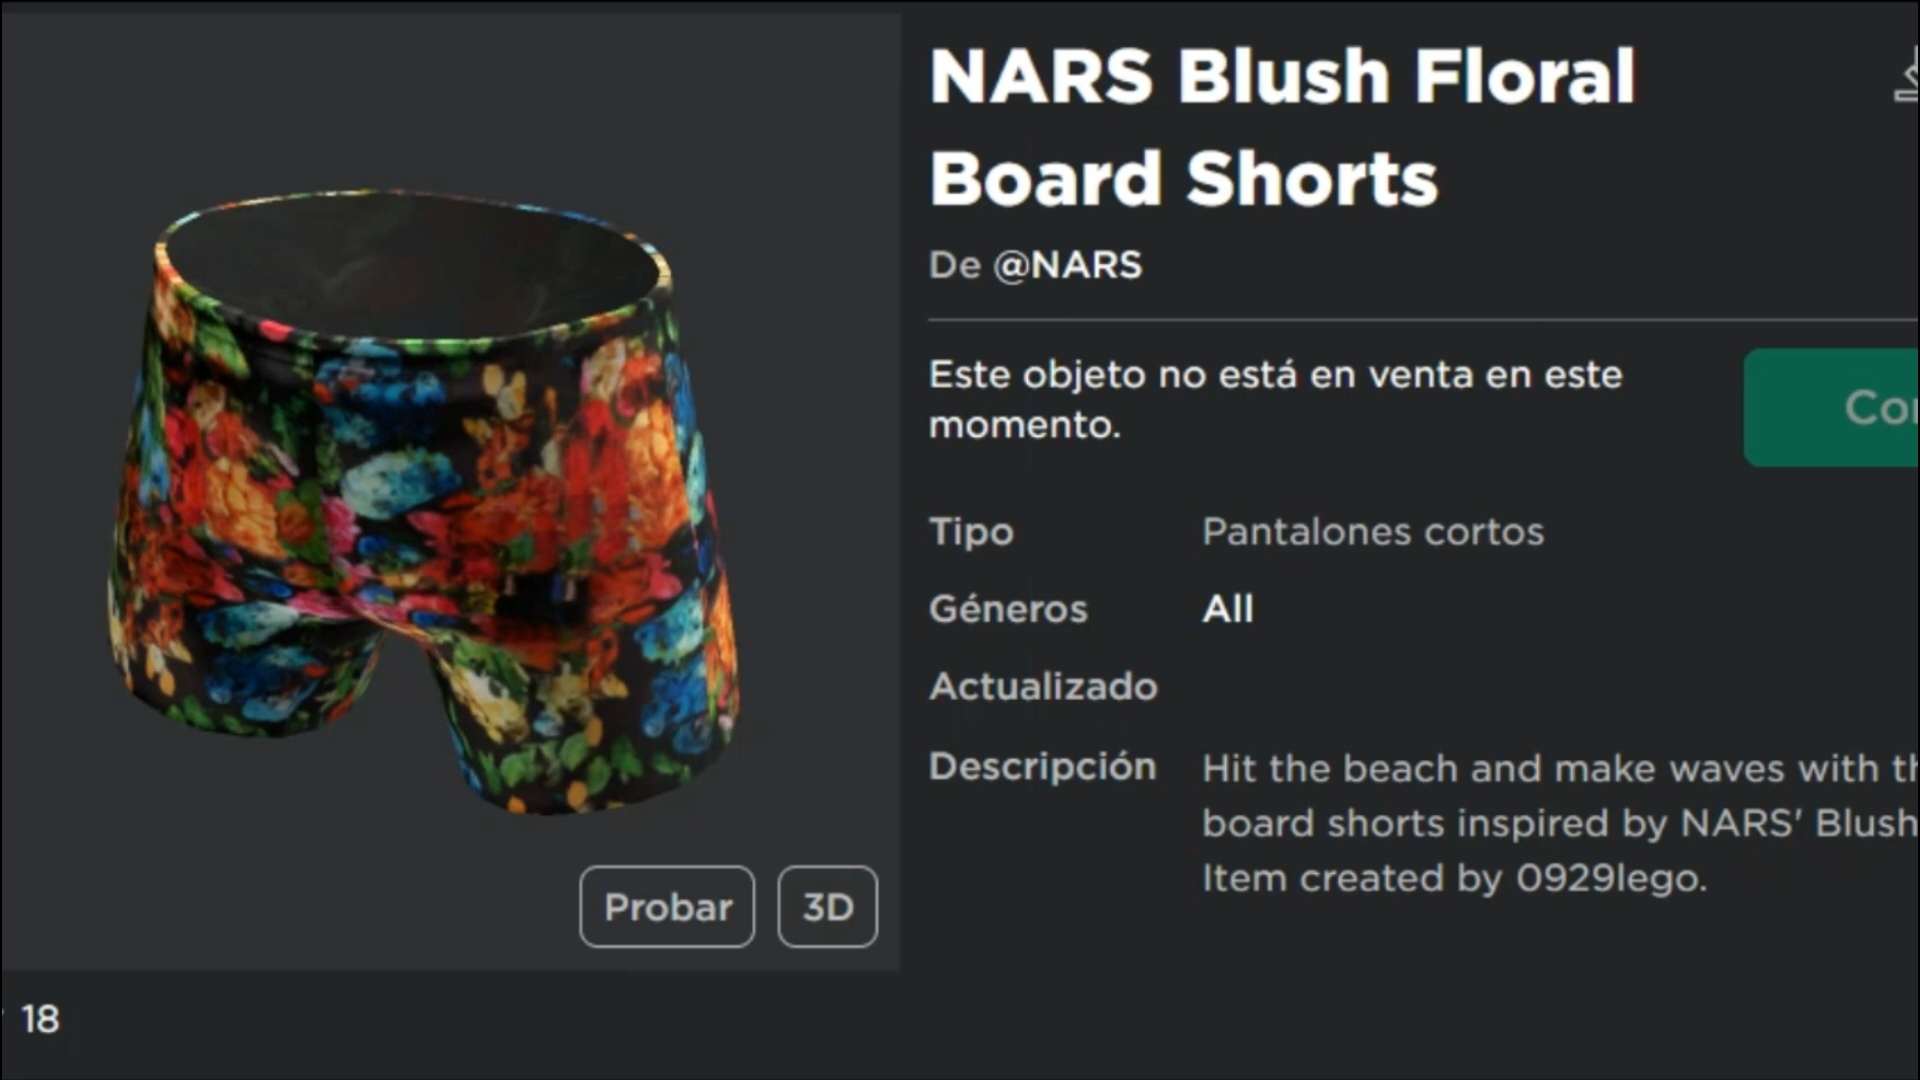 NARS Blush Floral
Board Shorts
De @NARS
Este objeto no está en venta en este
momento.
Tipo Pantalones cortos
Géneros All
Actualizado
Descripción Hit the beach and make waves with
board shorts inspired by NARS' Blush
Item created by 0929lego.
Probar 3D
18